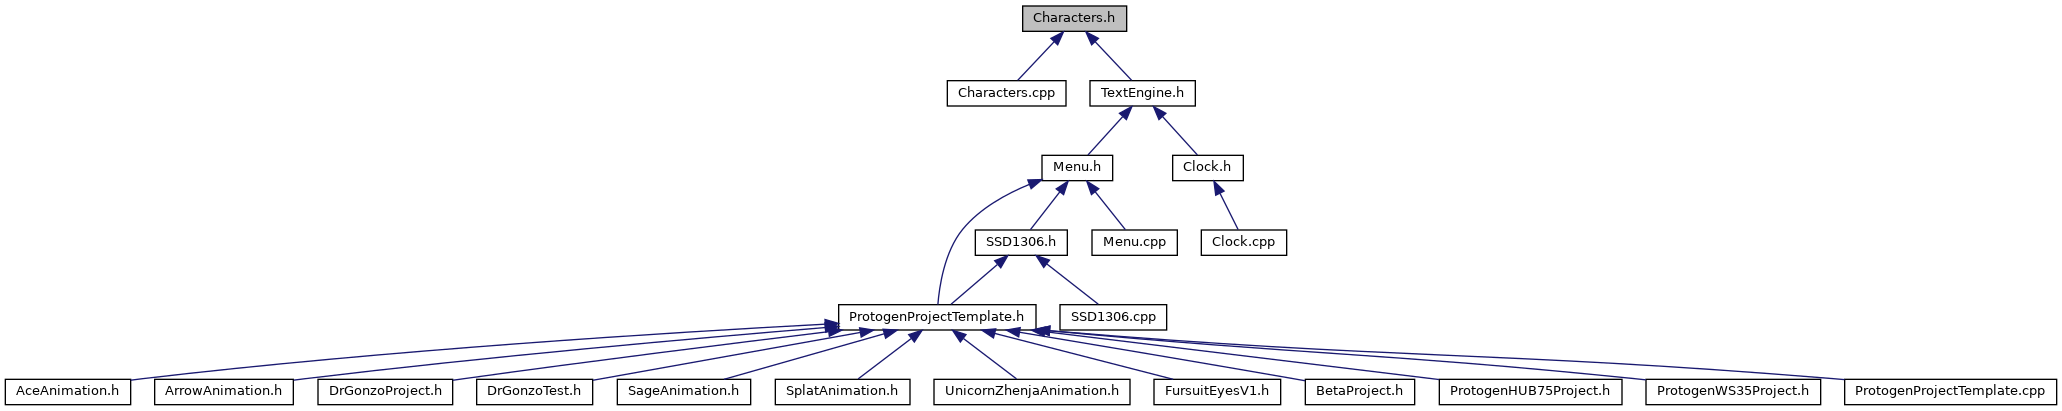 Characters.h
Characters.cpp
TextEngine.h
Menu.h
Clock.h
SSD1306.h
Menu.cpp
Clock.cpp
ProtogenProjectTemplate.h
SSD1306.cpp
AceAnimation.h
ArrowAnimation.h
DrGonzoProject.h
DrGonzoTest.h
SageAnimation.h
SplatAnimation.h
UnicornZhenjaAnimation.h
FursuitEyesV1.h
BetaProject.h
ProtogenHUB75Project.h
ProtogenWS35Project.h
ProtogenProjectTemplate.cpp